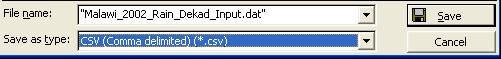 File name: "Malawi_2002_Rain_Dekad_Input.dat" Save
Save as type: CSV (Comma delimited) (*.csv) Cancel